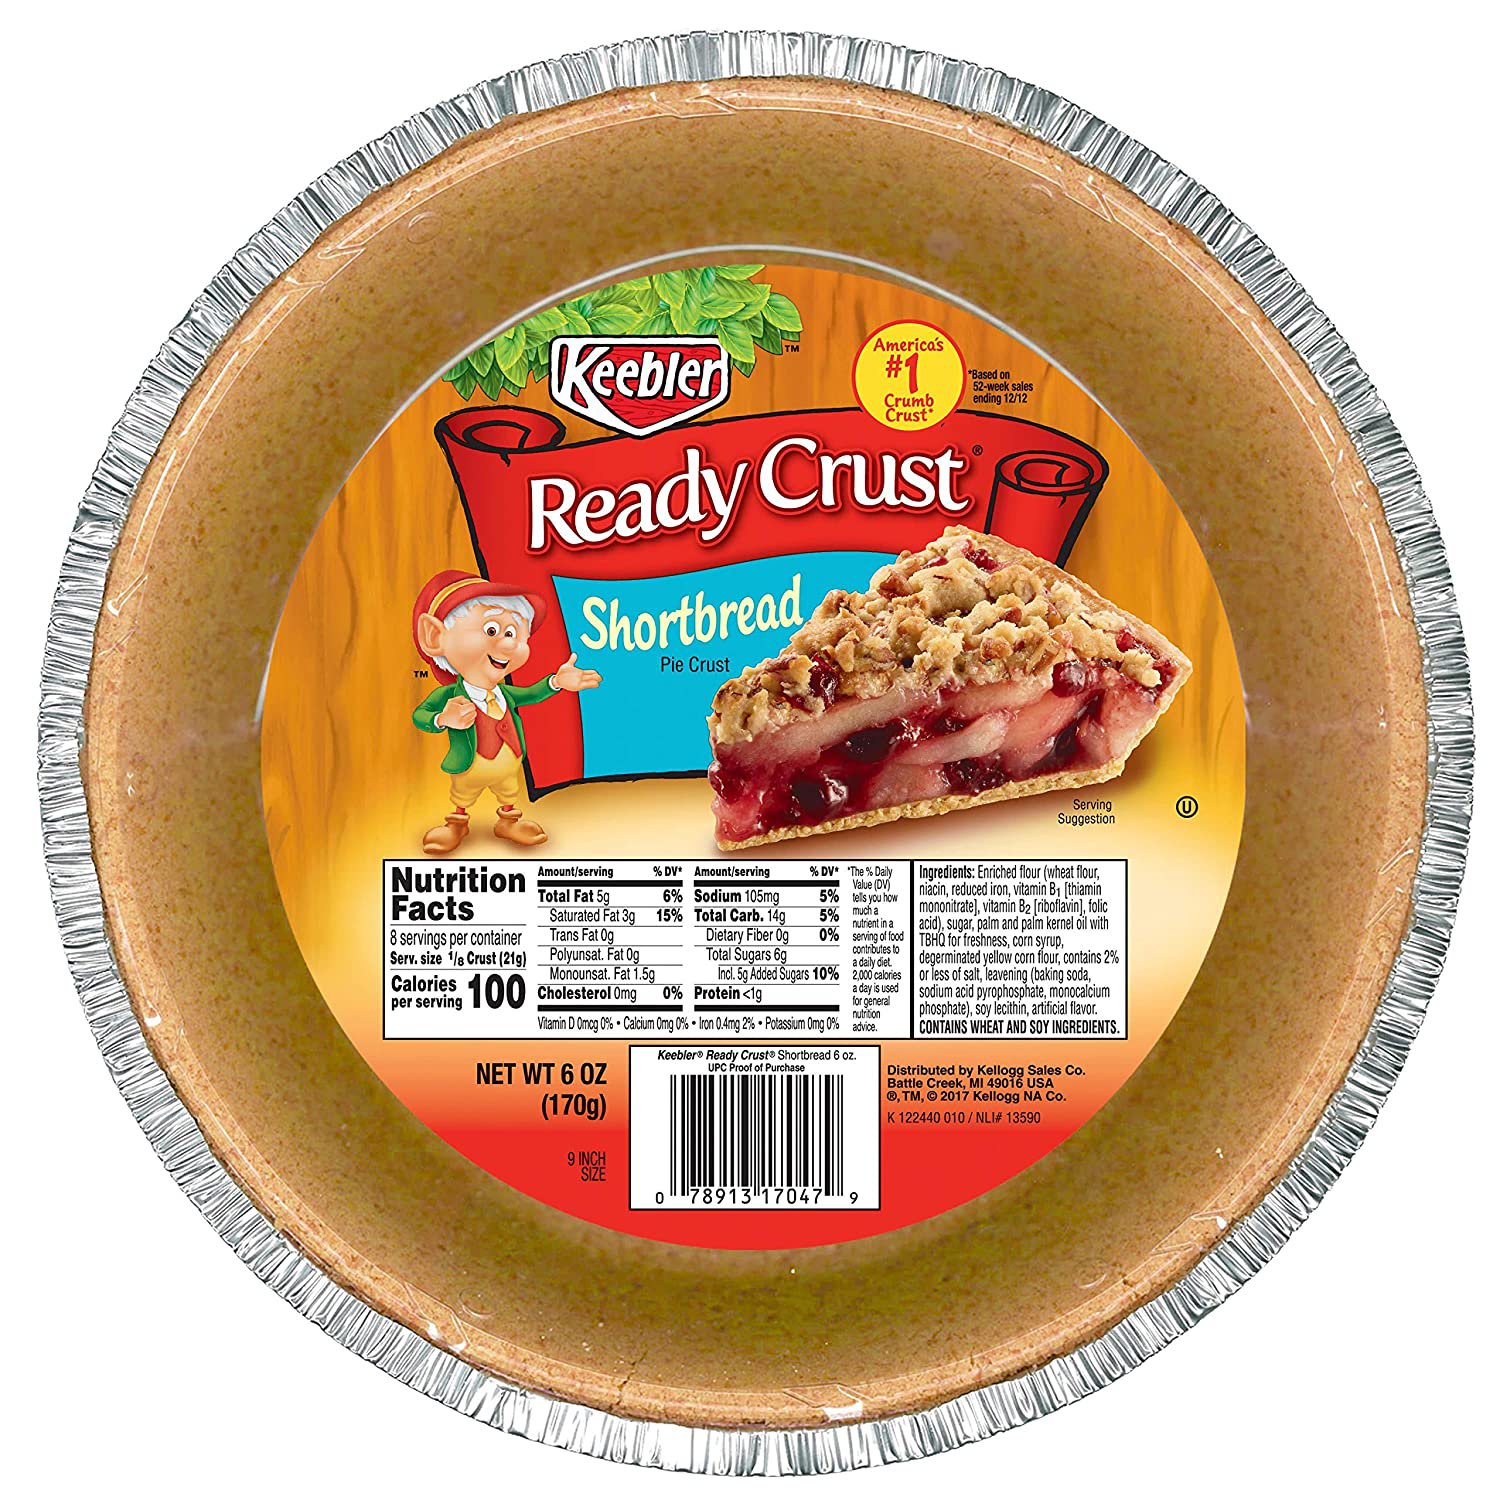 Keebler
™
America's
#1
Crumb
Crust*
*Based on
52-week sales
ending 12/12
Ready Crust®
Shortbread
Pie Crust
™
Serving
Suggestion
U
Nutrition
Facts
8 servings per container
Serv. size 1/8 Crust (21g)
Calories
per serving 100
Amount/serving % DV*
Total Fat 5g 6%
Saturated Fat 3g 15%
Trans Fat 0g
Polyunsat. Fat 0g
Monounsat. Fat 1.5g
Cholesterol 0mg 0%
Amount/serving % DV*
Sodium 105mg 5%
Total Carb. 14g 5%
Dietary Fiber 0g 0%
Total Sugars 6g
Incl. 5g Added Sugars 10%
Protein <1g
Vitamin D 0mcg 0% • Calcium 0mg 0% • Iron 0.4mg 2% • Potassium 0mg 0%
*The % Daily
Value (DV)
tells you how
much a
nutrient in a
serving of food
contributes to
a daily diet.
2,000 calories
a day is used
for general
nutrition
advice.
Ingredients: Enriched flour (wheat flour,
niacin, reduced iron, vitamin B1 [thiamin
mononitrate], vitamin B2 [riboflavin], folic
acid), sugar, palm and palm kernel oil with
TBHQ for freshness, corn syrup,
degerminated yellow corn flour, contains 2%
or less of salt, leavening (baking soda,
sodium acid pyrophosphate, monocalcium
phosphate), soy lecithin, artificial flavor.
CONTAINS WHEAT AND SOY INGREDIENTS.
NET WT 6 OZ
(170g)
9 INCH
SIZE
Keebler® Ready Crust® Shortbread 6 oz.
UPC Proof of Purchase
0 78913 17047 9
Distributed by Kellogg Sales Co.
Battle Creek, MI 49016 USA
®, TM, © 2017 Kellogg NA Co.
K 122440 010 / NLI# 13590